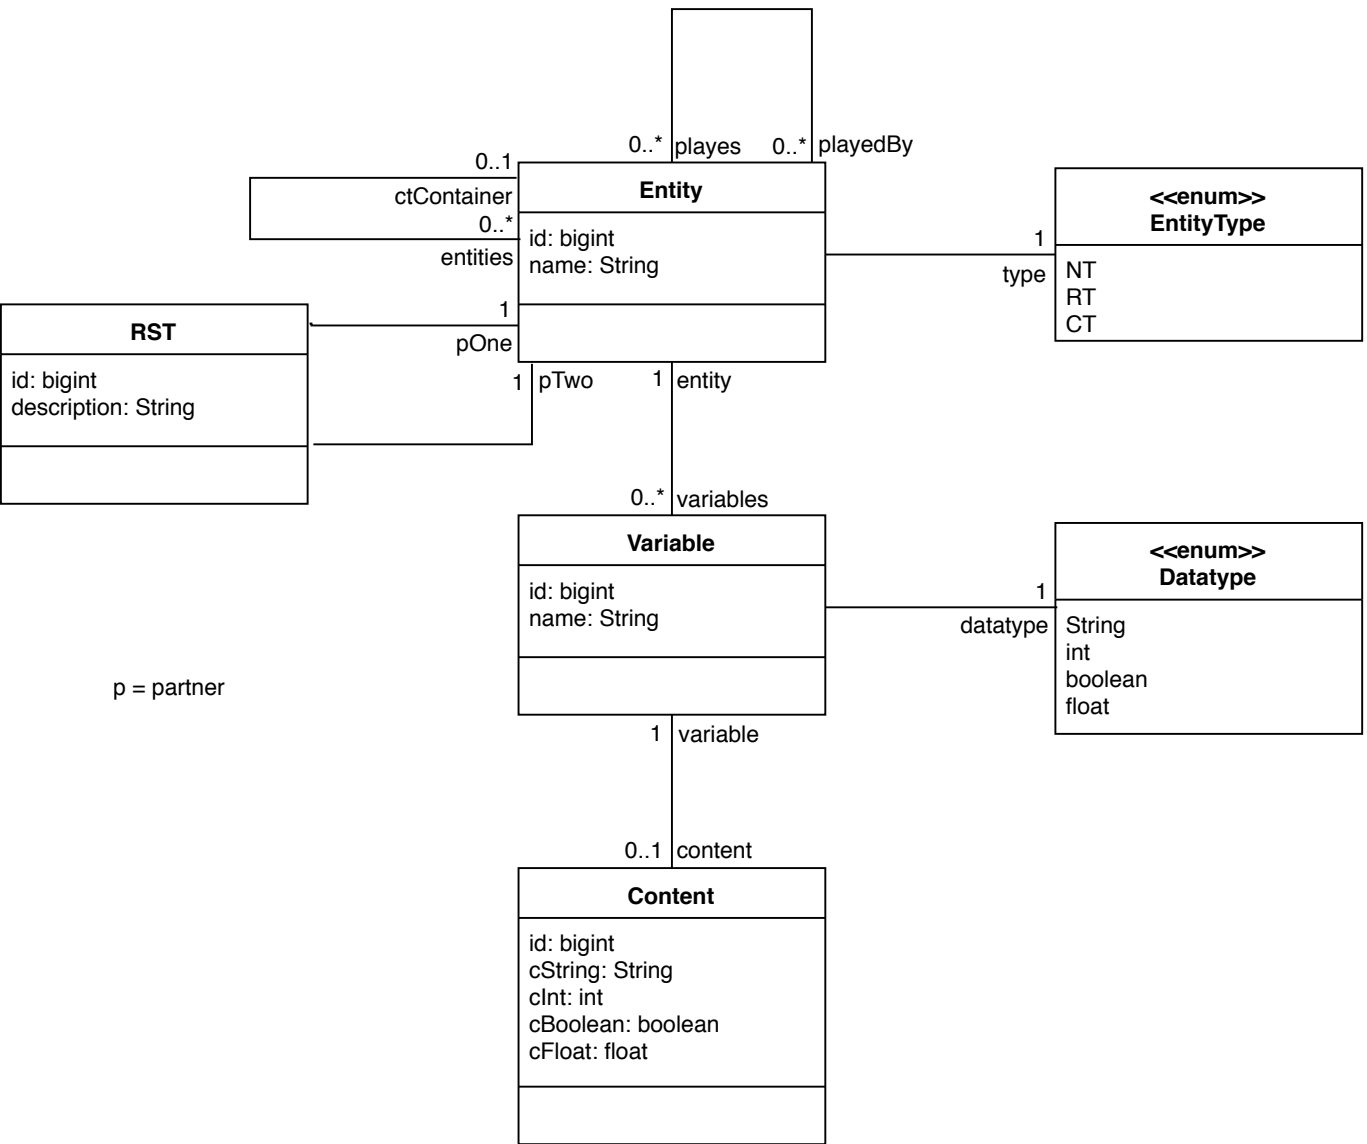 0..* playes 0..* playedBy
0..1
ctContainer
0..*
entities
Entity
id: bigint
name: String
1
type
<<enum>>
EntityType
NT
RT
CT
1
pOne
1 pTwo
1 entity
RST
id: bigint
description: String
0..* variables
Variable
id: bigint
name: String
1
datatype
<<enum>>
Datatype
String
int
boolean
float
p = partner
1 variable
0..1 content
Content
id: bigint
cString: String
cInt: int
cBoolean: boolean
cFloat: float